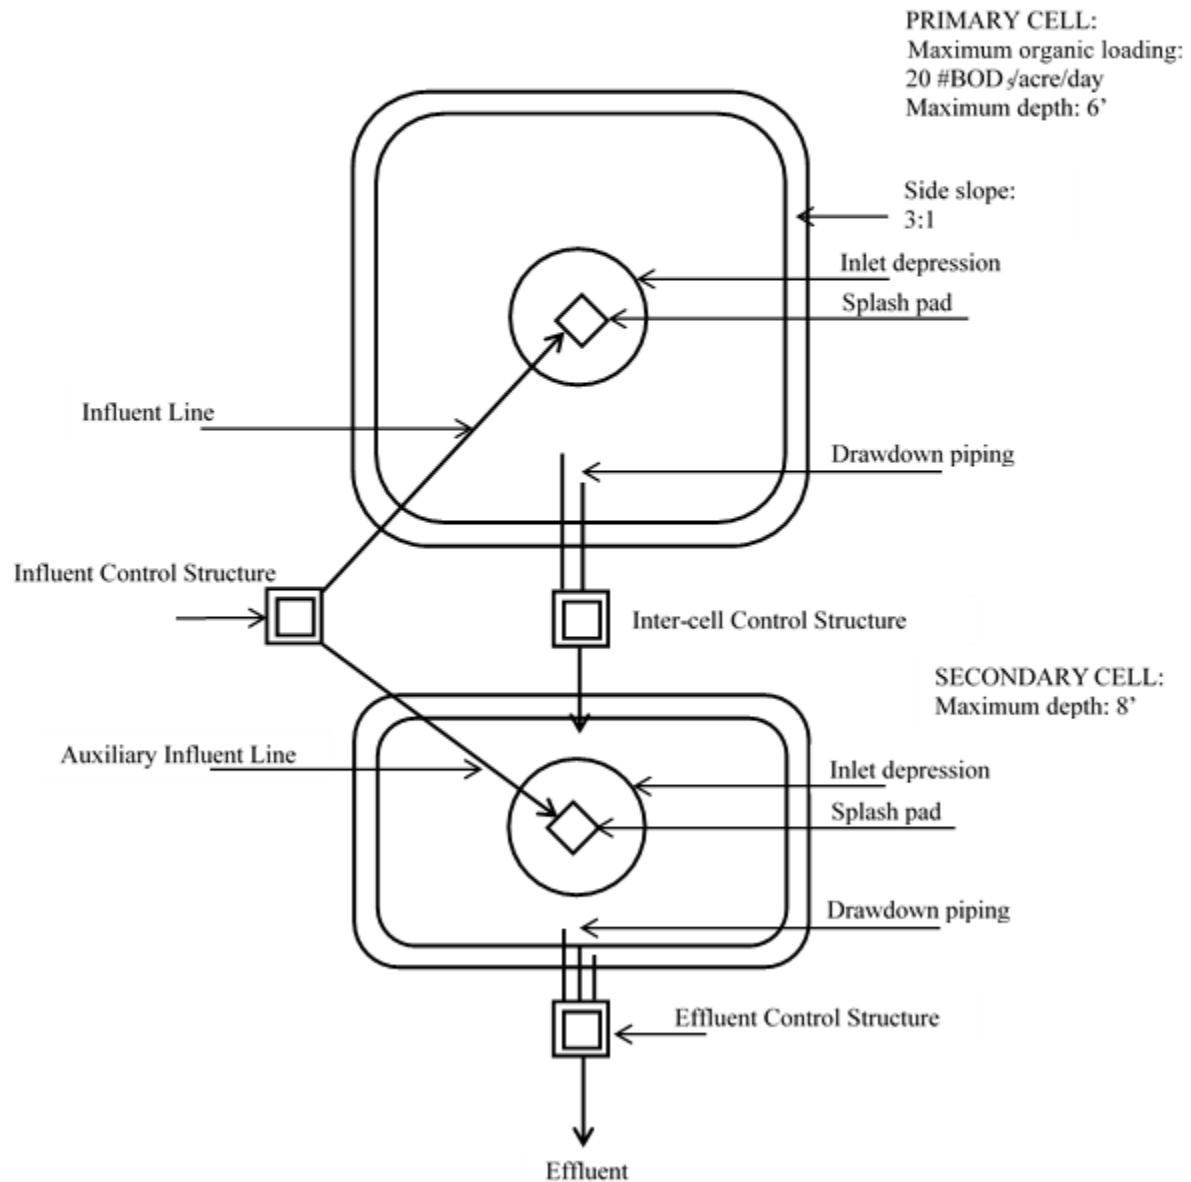 PRIMARY CELL:
Maximum organic loading:
20 #BOD 5/acre/day
Maximum depth: 6’
Side slope:
3:1
Inlet depression
Splash pad
Influent Line
Drawdown piping
Influent Control Structure
Inter-cell Control Structure
SECONDARY CELL:
Maximum depth: 8’
Auxiliary Influent Line
Inlet depression
Splash pad
Drawdown piping
Effluent Control Structure
Effluent